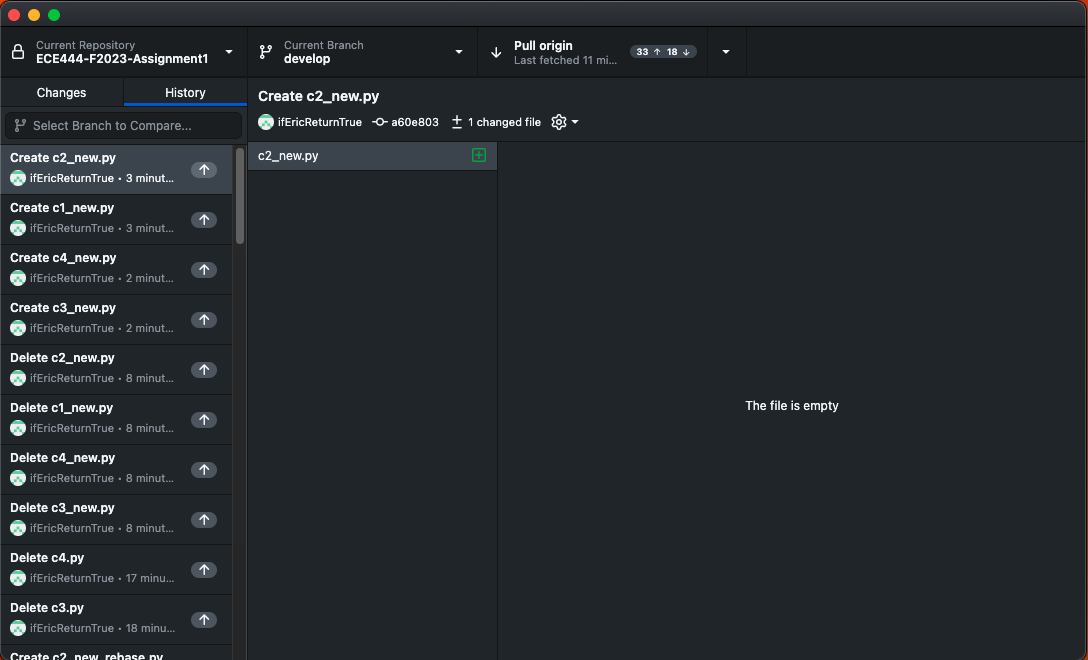 Current Repository
ECE444-F2023-Assignment1
Current Branch
develop
Pull origin
Last fetched 11 mi...
33 ↑ 18 ↓
Changes
History
Select Branch to Compare...
Create c2_new.py
ifEricReturnTrue
a60e803
1 changed file
c2_new.py
The file is empty
Create c2_new.py
ifEricReturnTrue • 3 minut...
Create c1_new.py
ifEricReturnTrue • 3 minut...
Create c4_new.py
ifEricReturnTrue • 2 minut...
Create c3_new.py
ifEricReturnTrue • 2 minut...
Delete c2_new.py
ifEricReturnTrue • 8 minut...
Delete c1_new.py
ifEricReturnTrue • 8 minut...
Delete c4_new.py
ifEricReturnTrue • 8 minut...
Delete c3_new.py
ifEricReturnTrue • 8 minut...
Delete c4.py
ifEricReturnTrue • 17 minu...
Delete c3.py
ifEricReturnTrue • 18 minu...
Create c2_new_rebase.py